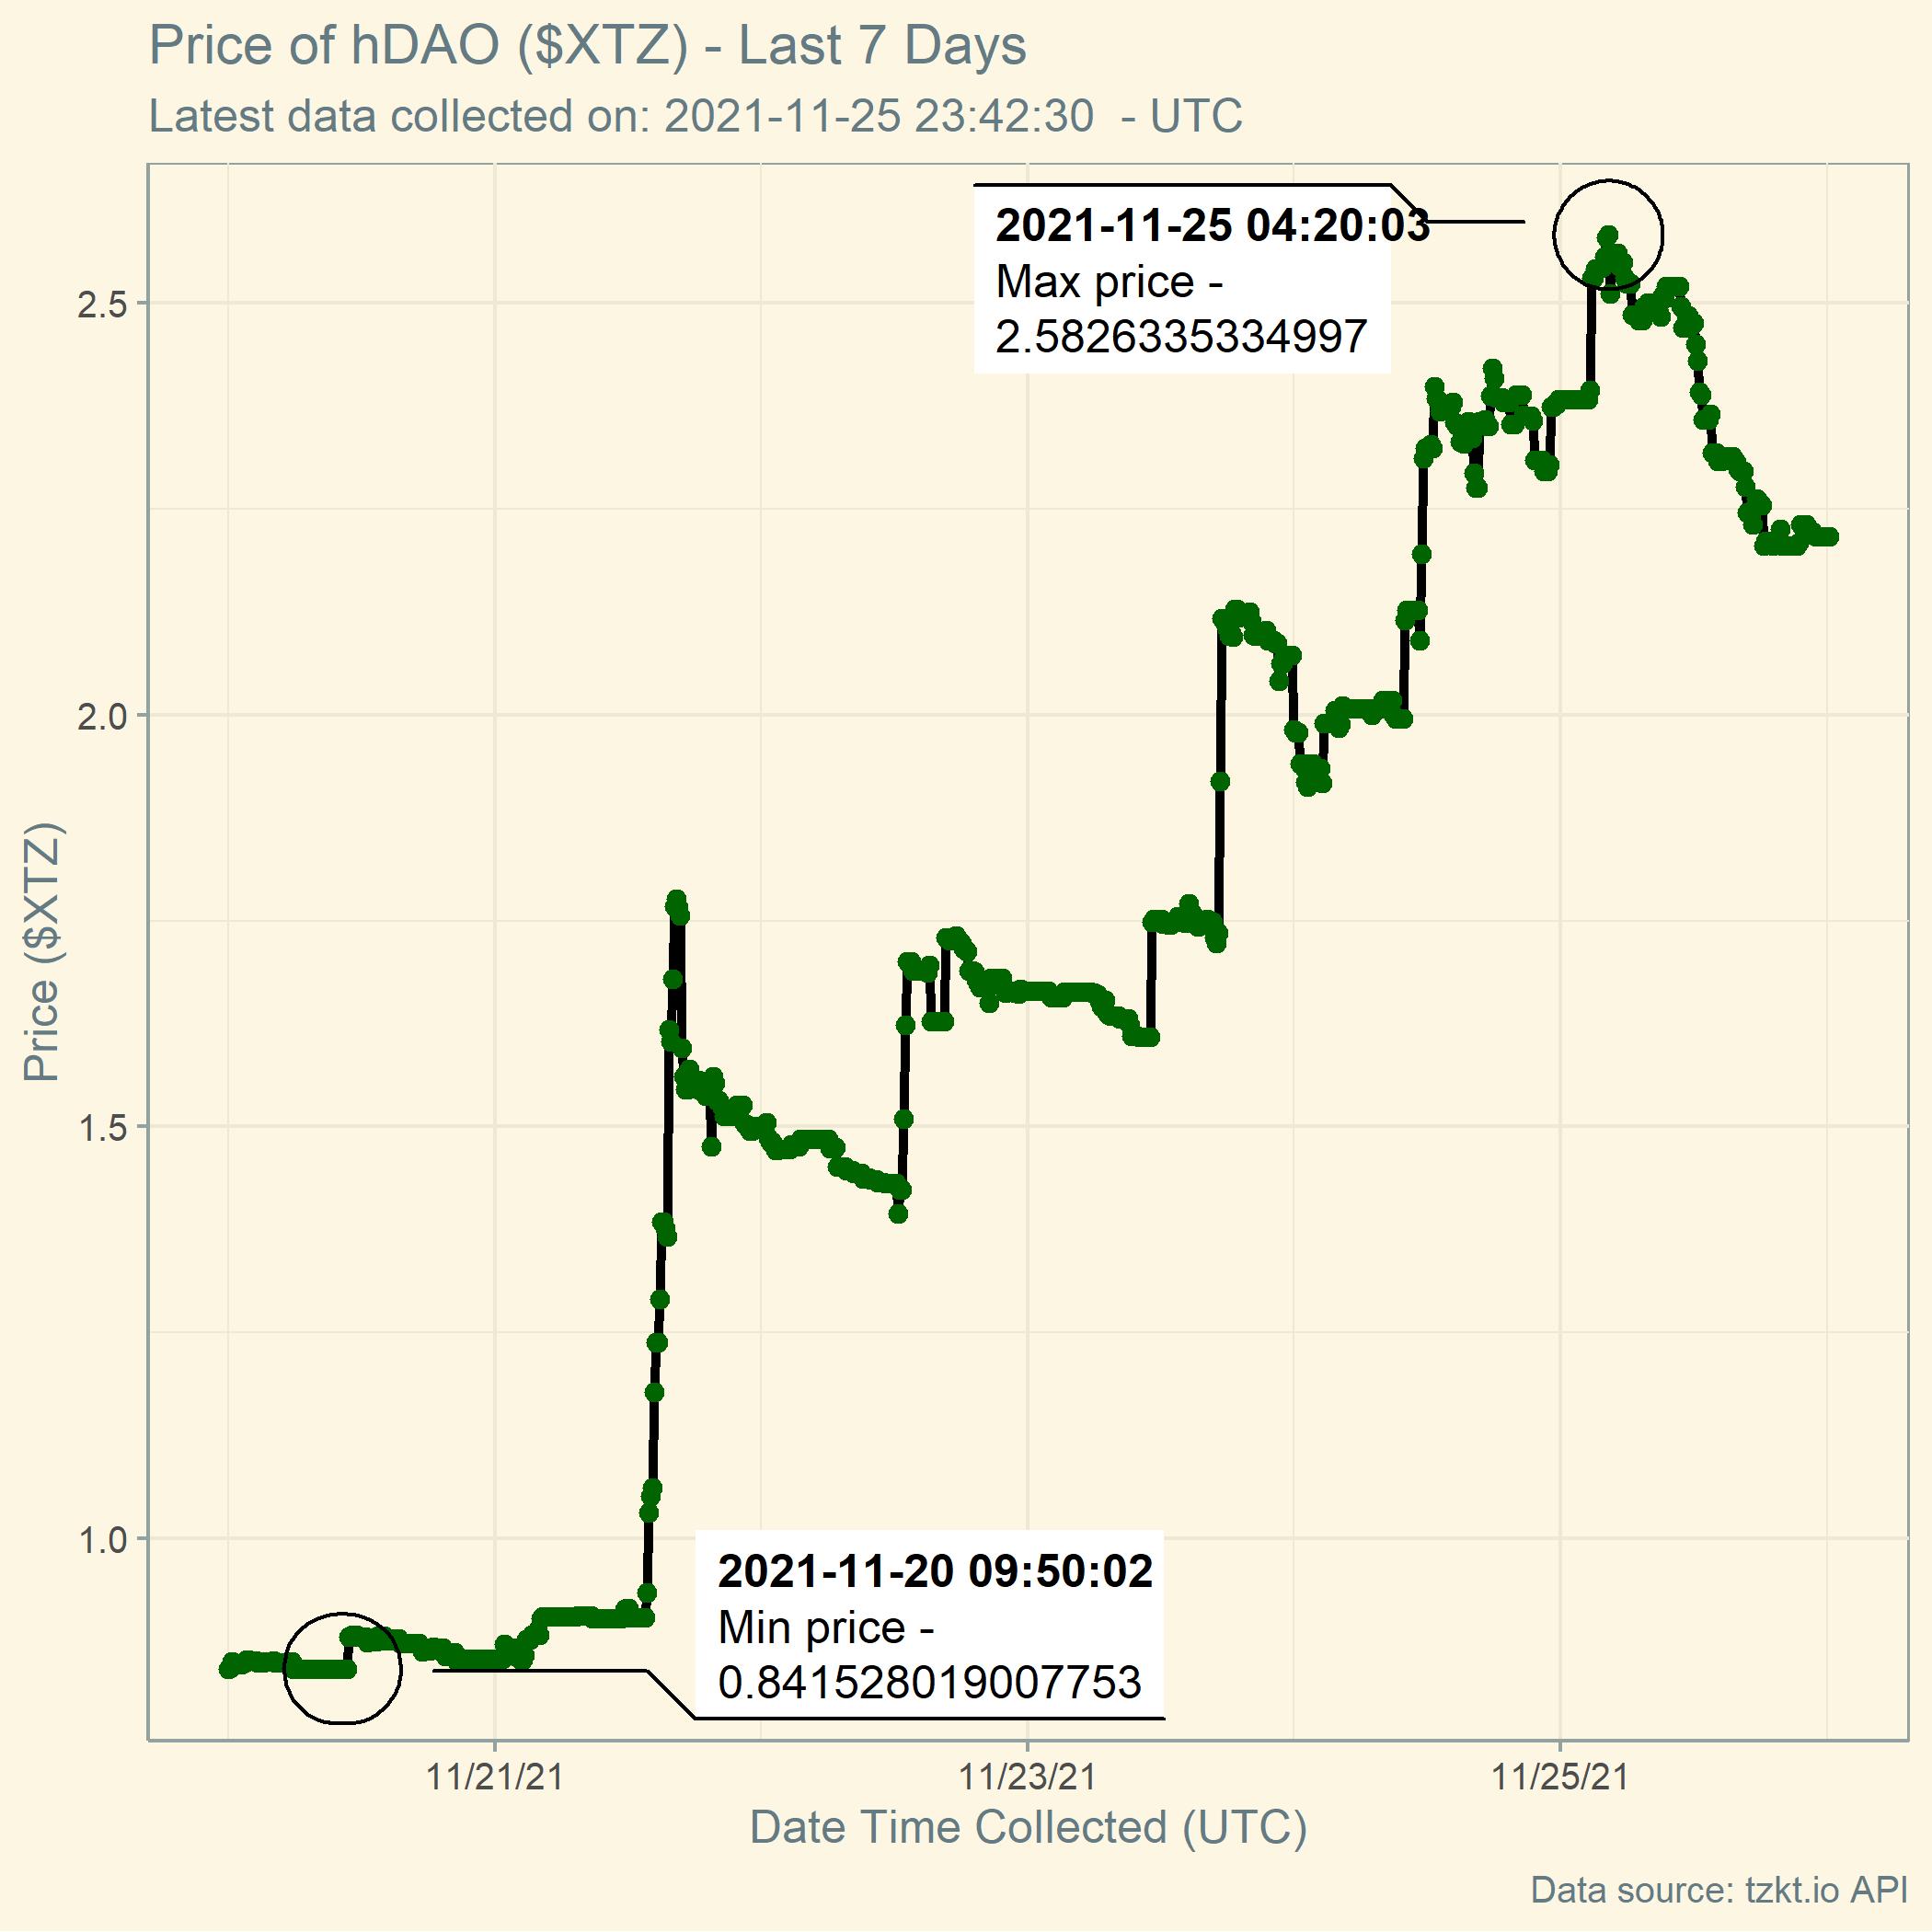 Price of hDAO ($XTZ) - Last 7 Days
Latest data collected on: 2021-11-25 23:42:30  - UTC
2021-11-25 04:20:03
Max price -
2.5826335334997
2.5
2.0
1.5
1.0
Price ($XTZ)
2021-11-20 09:50:02
Min price -
0.841528019007753
11/21/21
11/23/21
11/25/21
Date Time Collected (UTC)
Data source: tzkt.io API